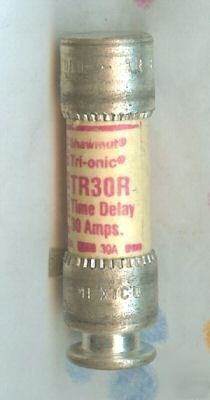 Shawmut®
Tri-onic®
TR30R
Time Delay
30 Amps.
30A
MEXICO